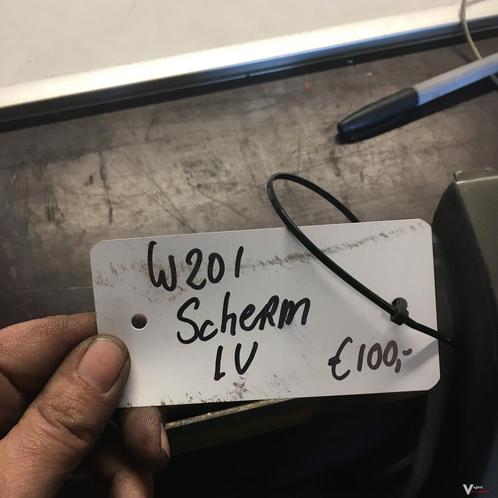 W201
Scherm
LV
€100,-